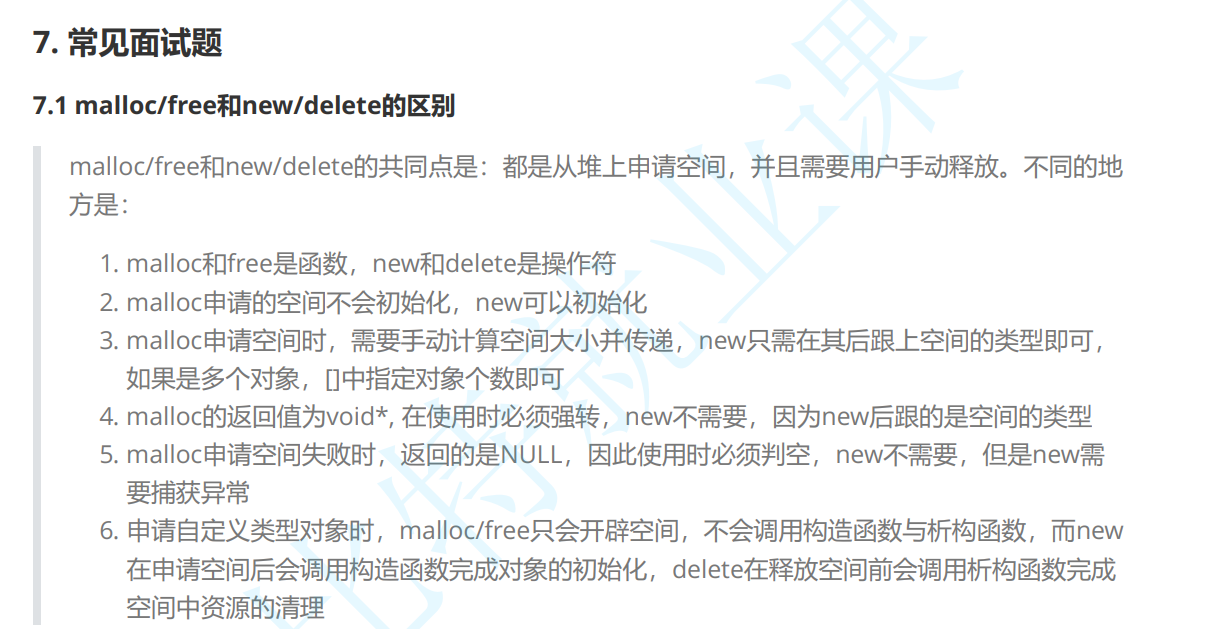 7. 常见面试题
7.1 malloc/free和new/delete的区别
malloc/free和new/delete的共同点是：都是从堆上申请空间，并且需要用户手动释放。不同的地
方是：
1. malloc和free是函数，new和delete是操作符
2. malloc申请的空间不会初始化，new可以初始化
3. malloc申请空间时，需要手动计算空间大小并传递，new只需在其后跟上空间的类型即可，
如果是多个对象，[]中指定对象个数即可
4. malloc的返回值为void*, 在使用时必须强转，new不需要，因为new后跟的是空间的类型
5. malloc申请空间失败时，返回的是NULL，因此使用时必须判空，new不需要，但是new需
要捕获异常
6. 申请自定义类型对象时，malloc/free只会开辟空间，不会调用构造函数与析构函数，而new
在申请空间后会调用构造函数完成对象的初始化，delete在释放空间前会调用析构函数完成
空间中资源的清理
比特就业课